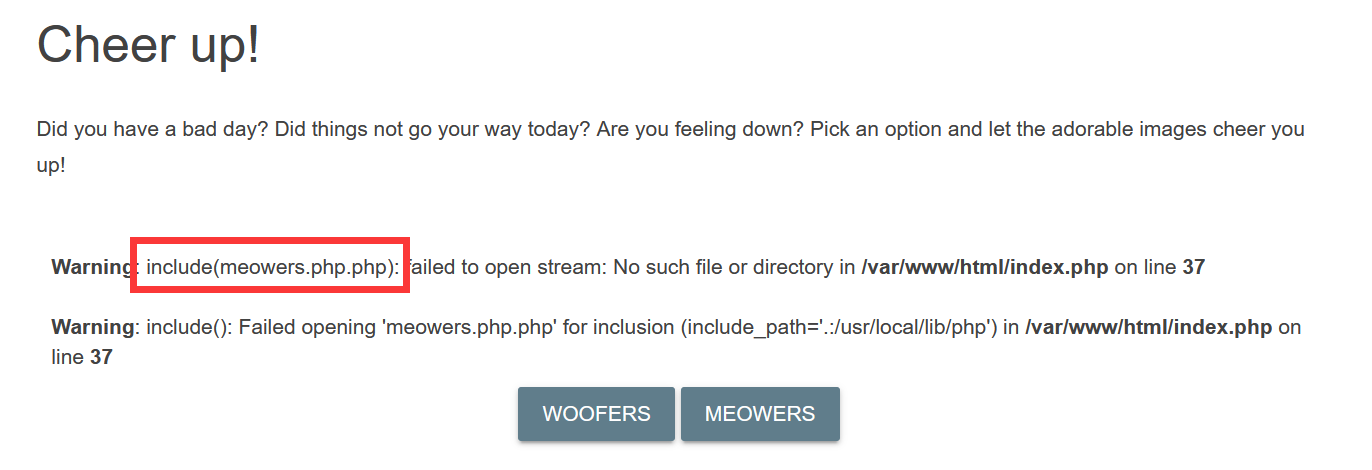 Cheer up!
Did you have a bad day? Did things not go your way today? Are you feeling down? Pick an option and let the adorable images cheer you
up!
Warning: include(meowers.php.php): failed to open stream: No such file or directory in /var/www/html/index.php on line 37
Warning: include(): Failed opening 'meowers.php.php' for inclusion (include_path='.:/usr/local/lib/php') in /var/www/html/index.php on
line 37
WOOFERS MEOWERS